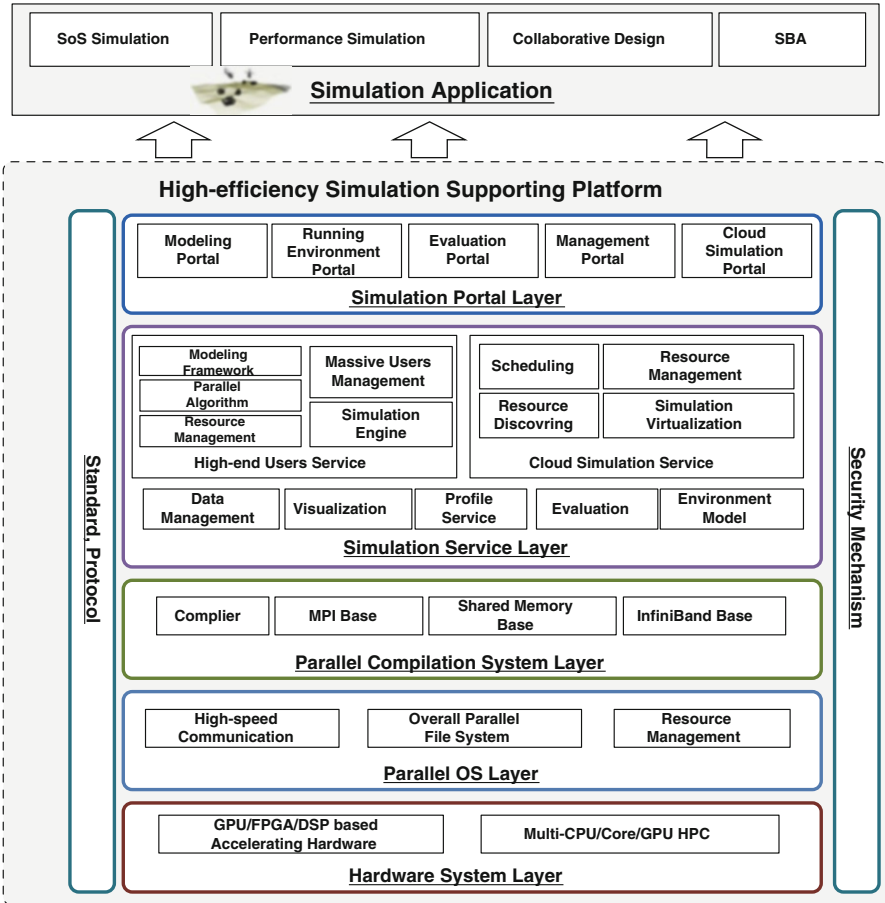 SoS Simulation
Performance Simulation
Collaborative Design
SBA
Simulation Application
High-efficiency Simulation Supporting Platform
Standard, Protocol
Modeling
Portal
Running
Environment
Portal
Evaluation
Portal
Management
Portal
Cloud
Simulation
Portal
Simulation Portal Layer
Modeling
Framework
Parallel
Algorithm
Resource
Management
Massive Users
Management
Simulation
Engine
High-end Users Service
Scheduling
Resource
Management
Resource
Discovring
Simulation
Virtualization
Cloud Simulation Service
Data
Management
Visualization
Profile
Service
Evaluation
Environment
Model
Simulation Service Layer
Complier
MPI Base
Shared Memory
Base
InfiniBand Base
Parallel Compilation System Layer
High-speed
Communication
Overall Parallel
File System
Resource
Management
Parallel OS Layer
GPU/FPGA/DSP based
Accelerating Hardware
Multi-CPU/Core/GPU HPC
Hardware System Layer
Security Mechanism